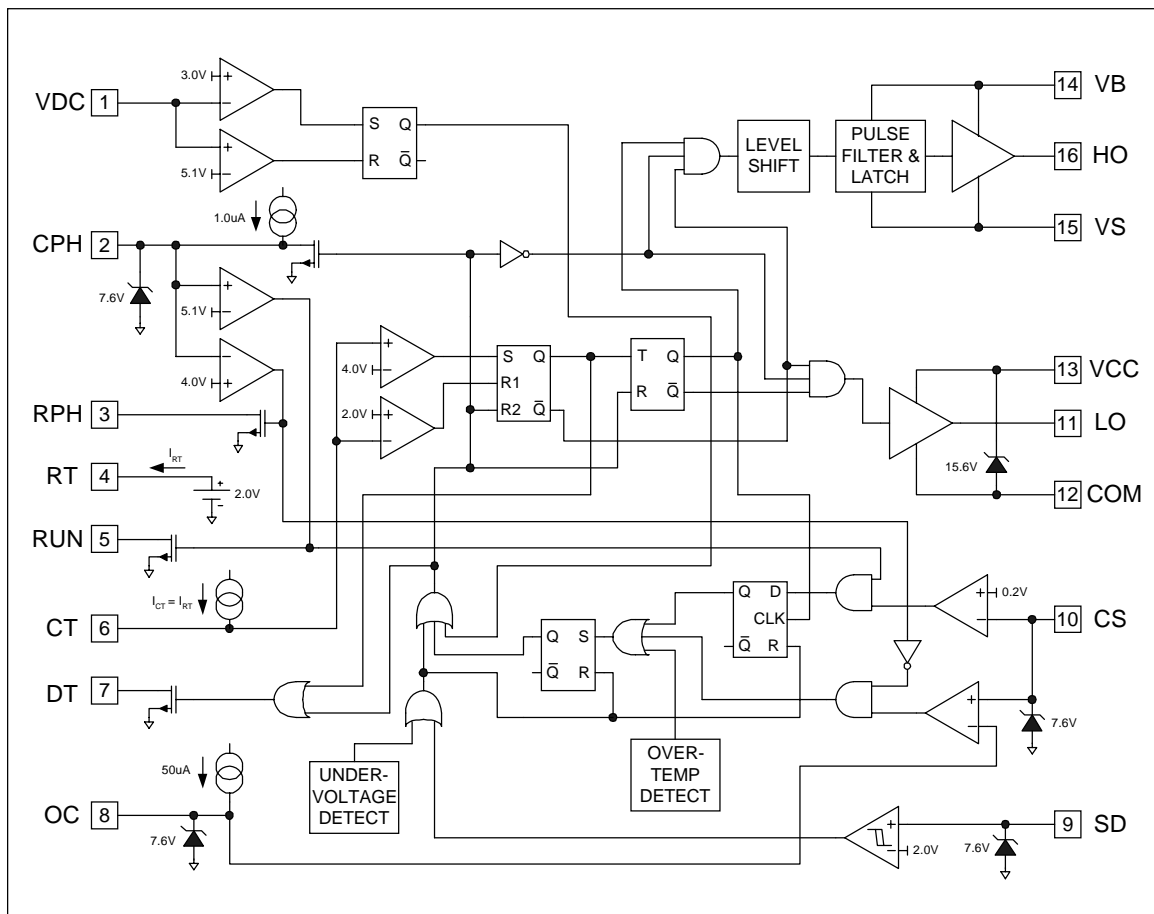 3.0V
+
−
VDC 1
S Q
R Q̄
+
−
5.1V
LEVEL
SHIFT
PULSE
FILTER &
LATCH
14 VB
16 HO
15 VS
1.0uA
CPH 2
7.6V
+
−
5.1V
−
+
4.0V
+
−
4.0V
2.0V
+
−
S Q
R1
R2 Q̄
T Q
R Q̄
13 VCC
11 LO
15.6V
12 COM
RPH 3
RT 4
I_RT
+
−
2.0V
RUN 5
I_CT = I_RT
CT 6
DT 7
Q S
Q̄ R
Q D
CLK
Q̄ R
+
−
0.2V
10 CS
+
−
7.6V
50uA
OC 8
7.6V
UNDER-
VOLTAGE
DETECT
OVER-
TEMP
DETECT
+
−
2.0V
7.6V
9 SD